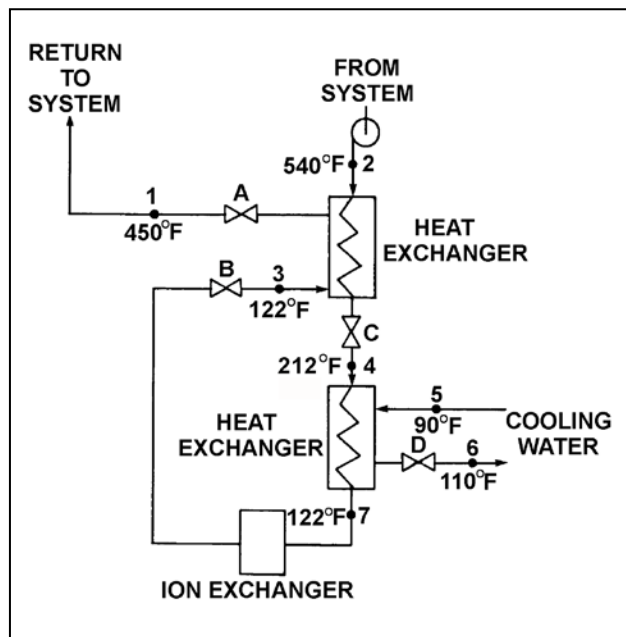 RETURN
TO
SYSTEM
FROM
SYSTEM
540°F
2
1
A
450°F
HEAT
EXCHANGER
B
3
122°F
C
212°F
4
HEAT
EXCHANGER
5
90°F
COOLING
WATER
D
6
110°F
122°F
7
ION EXCHANGER